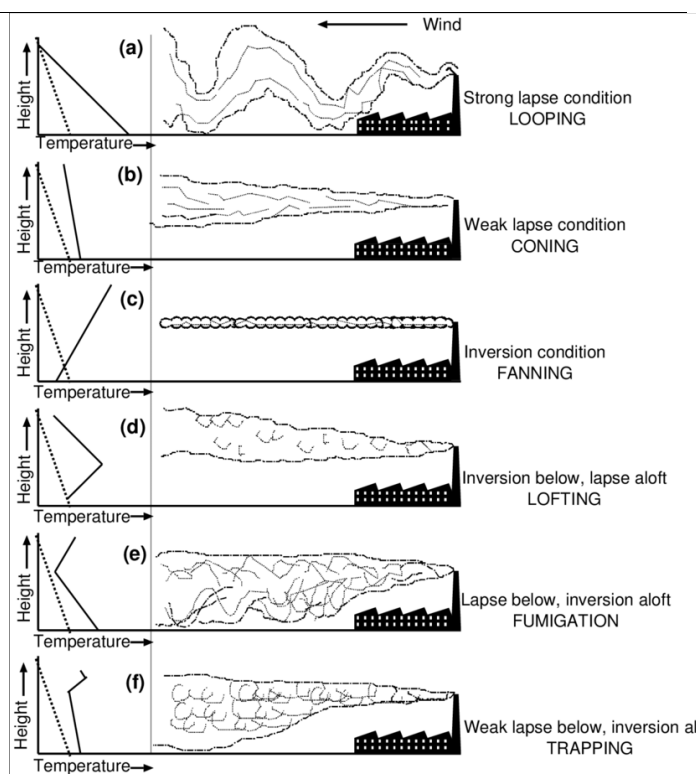 Wind
(a)
Height
Temperature
Strong lapse condition
LOOPING
(b)
Height
Temperature
Weak lapse condition
CONING
(c)
Height
Temperature
Inversion condition
FANNING
(d)
Height
Temperature
Inversion below, lapse aloft
LOFTING
(e)
Height
Temperature
Lapse below, inversion aloft
FUMIGATION
(f)
Height
Temperature
Weak lapse below, inversion al
TRAPPING